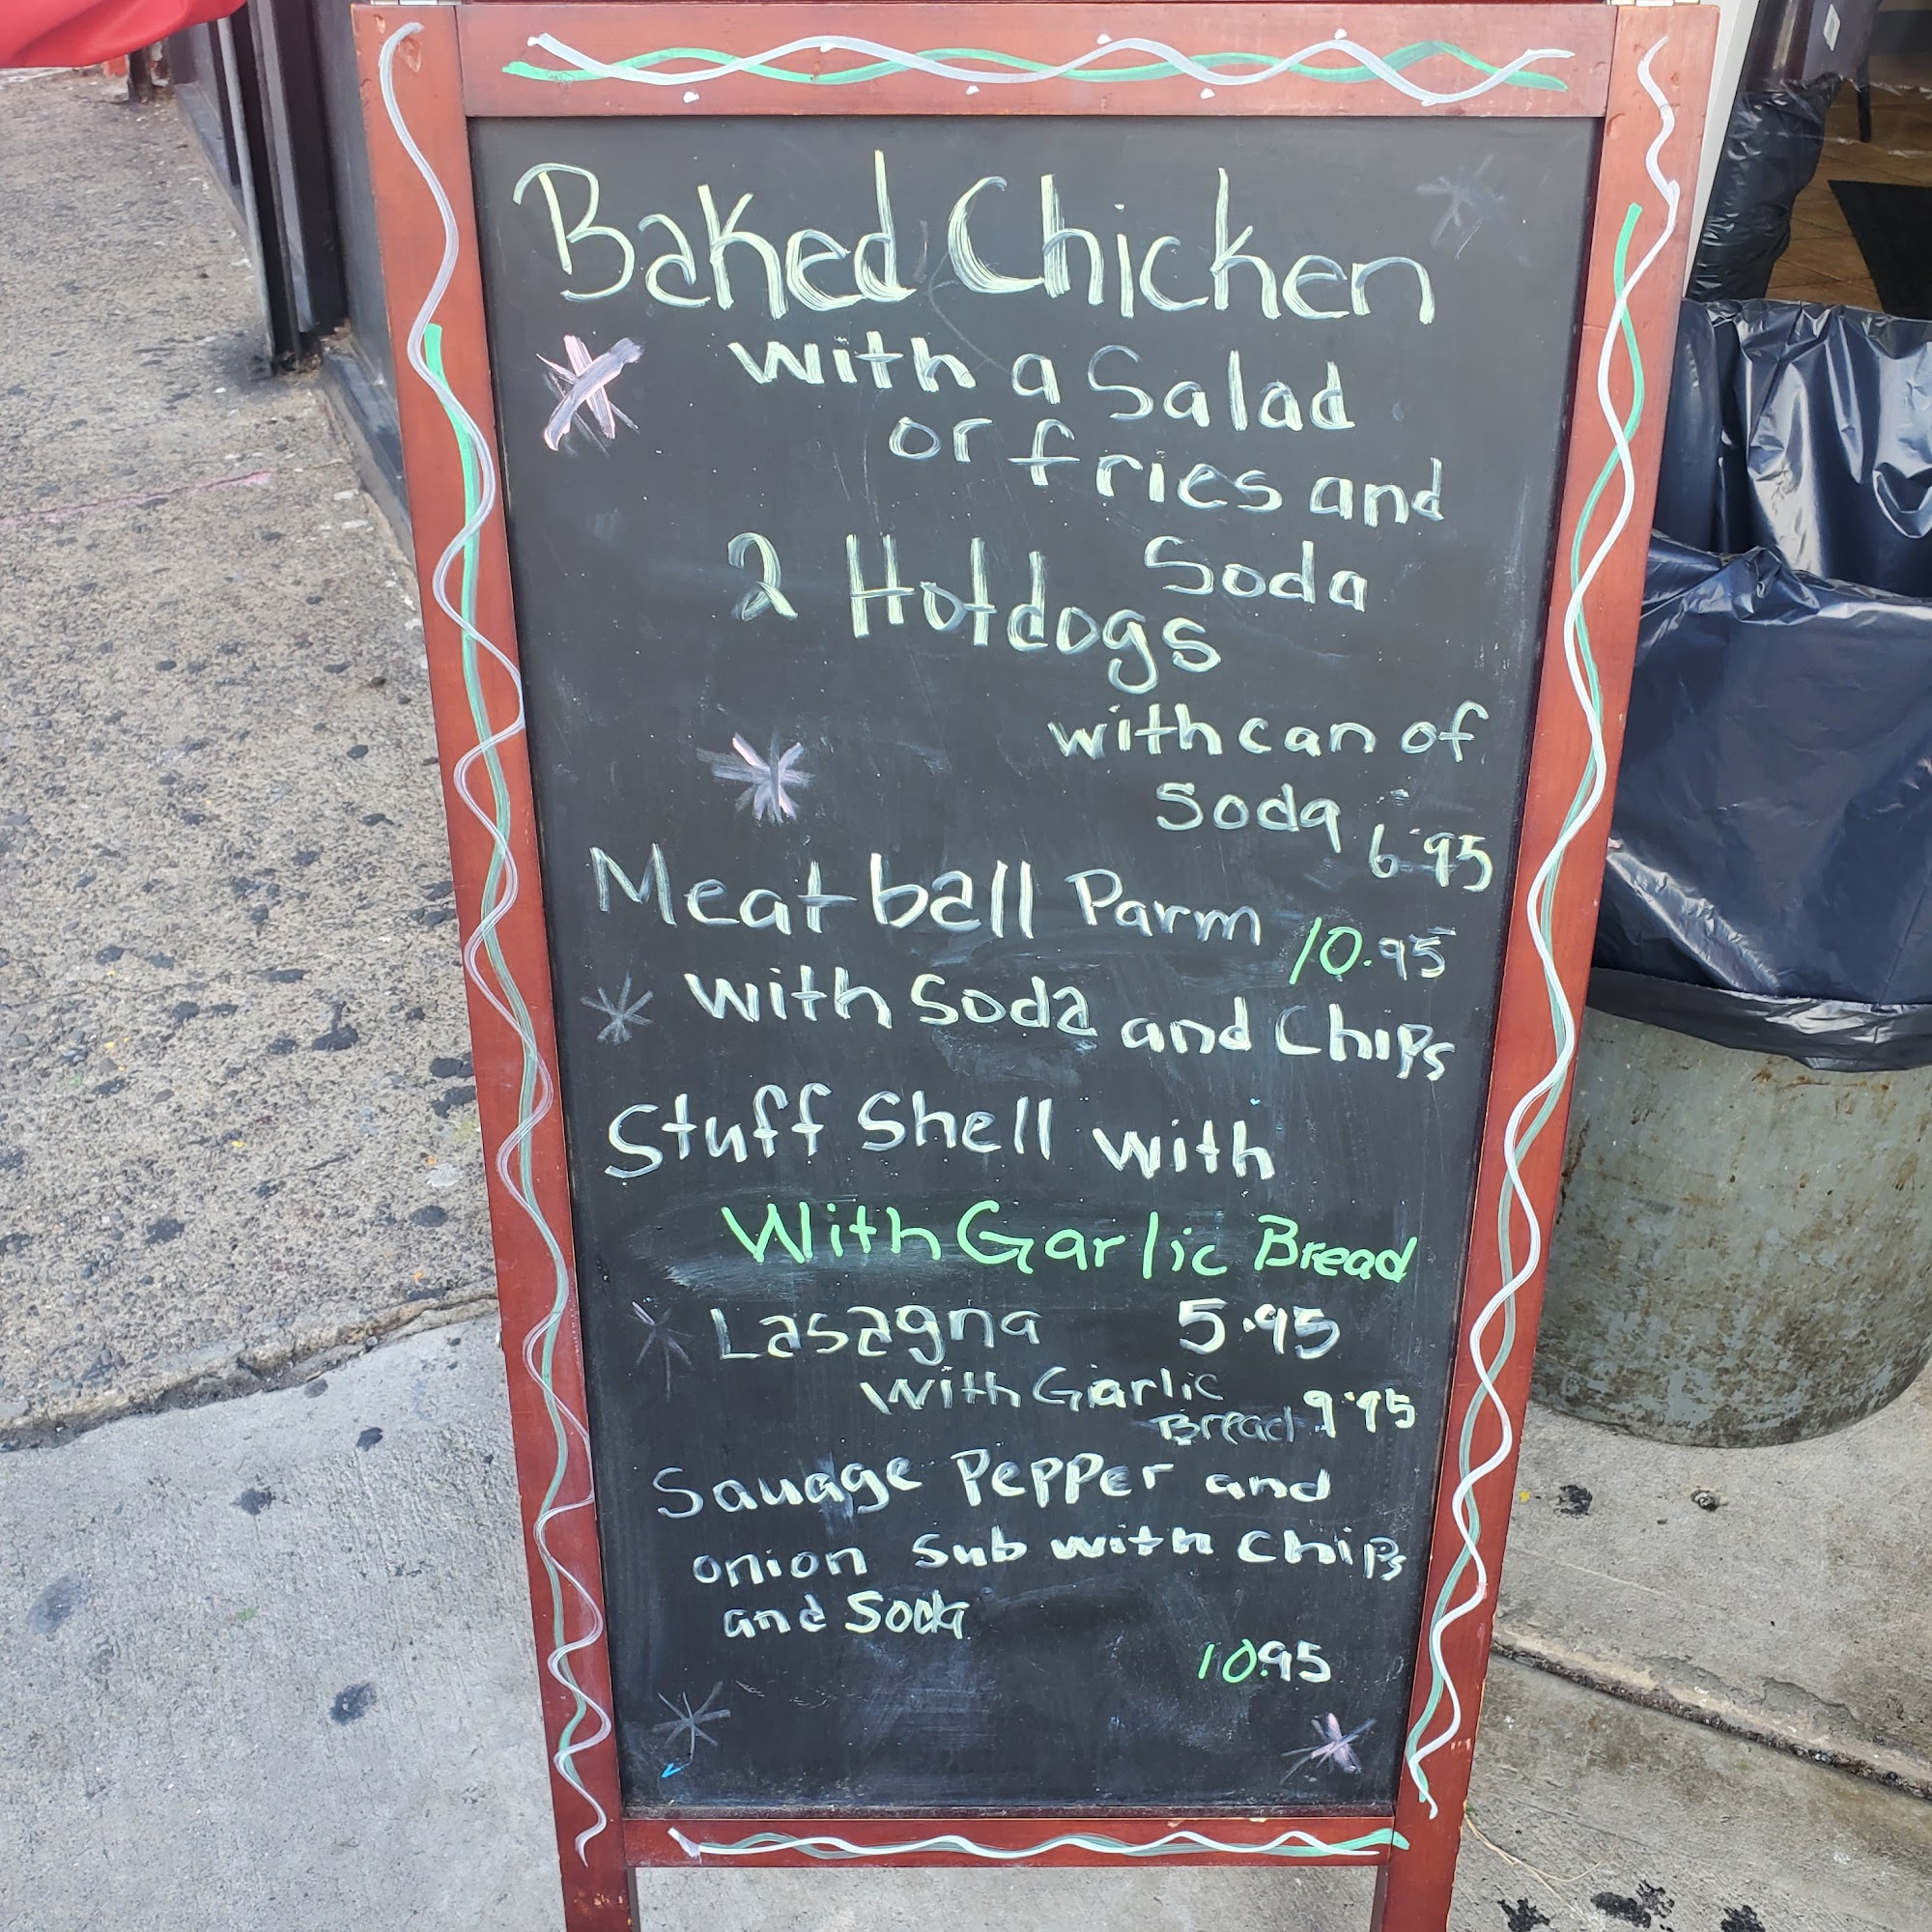 Baked Chicken
with a Salad
or fries and
Soda
2 Hotdogs
with can of
Soda 6.95
Meatball Parm 10.95
with Soda and Chips
Stuff Shell with
With Garlic Bread
Lasagna 5.95
With Garlic
Bread 9.95
Sauage Pepper and
onion Sub with Chips
and Soda
10.95